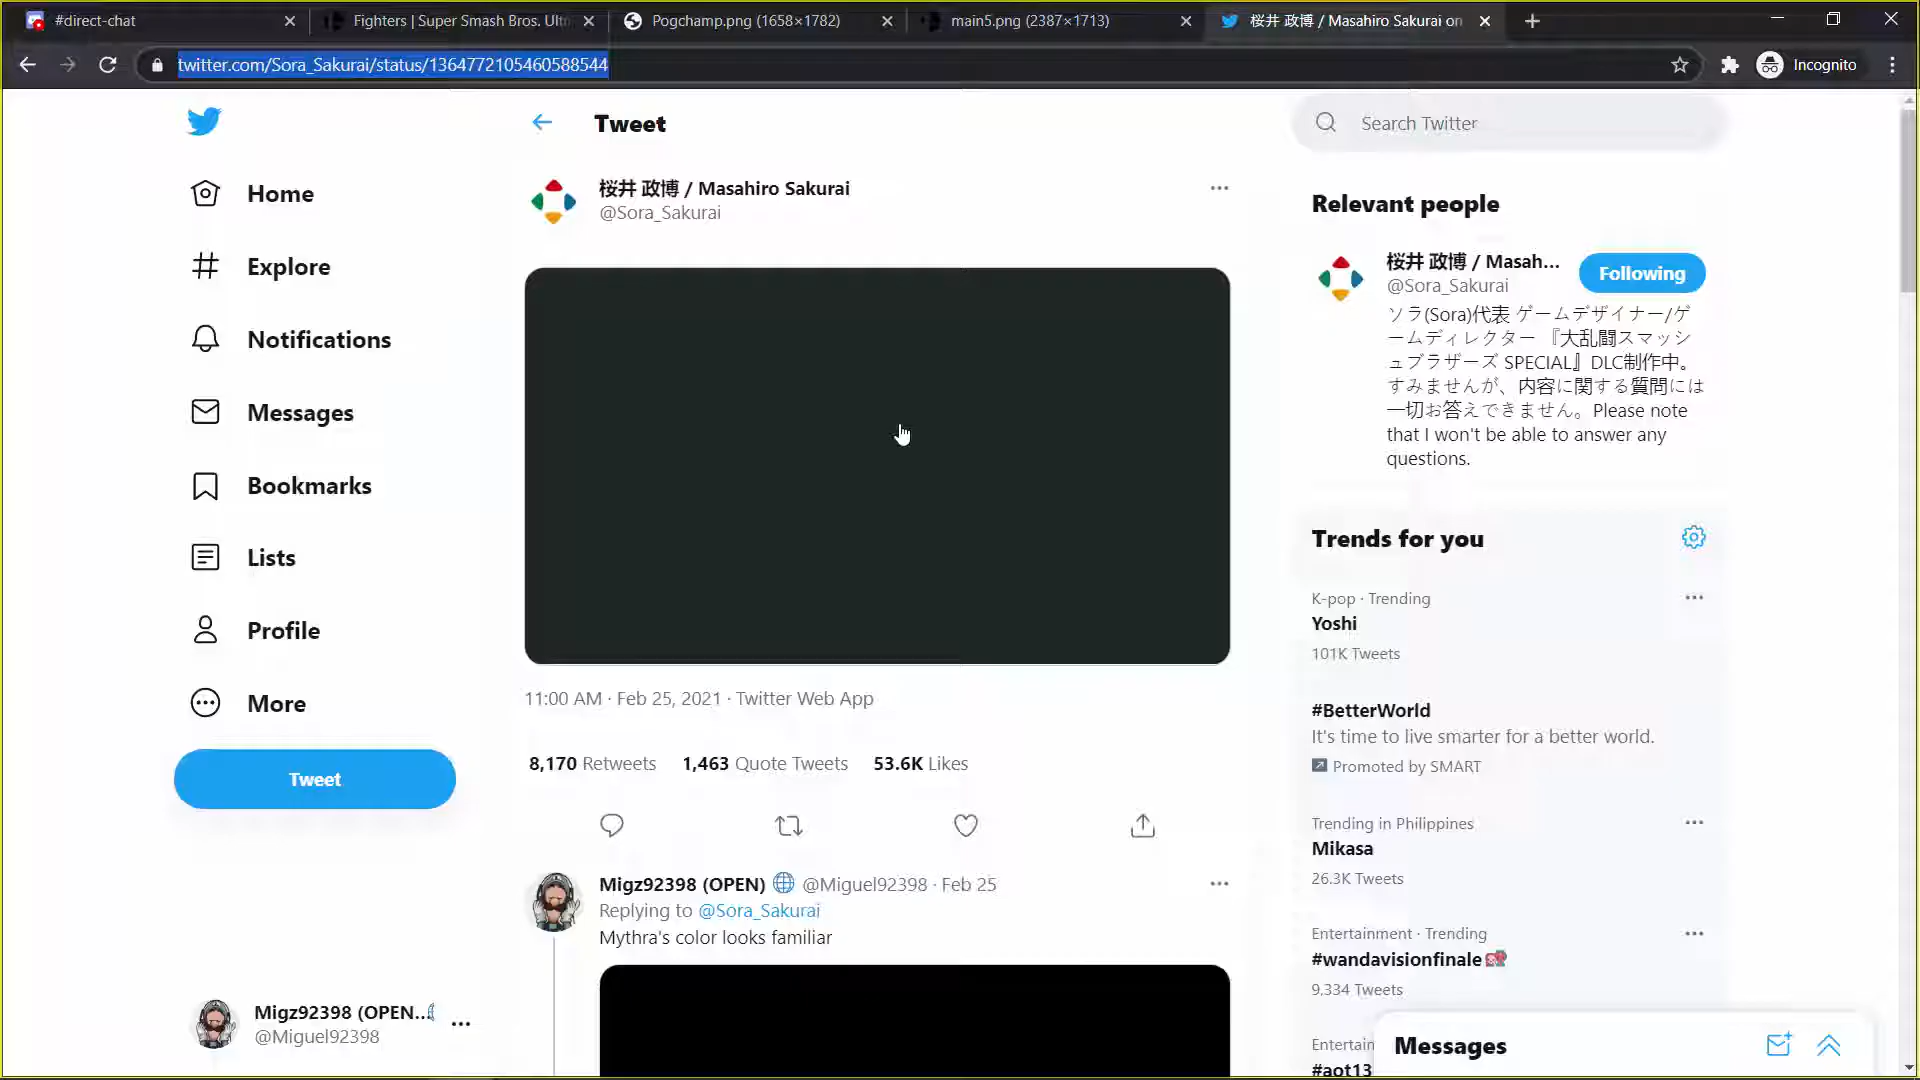 #direct-chat
Fighters | Super Smash Bros. Ult
Pogchamp.png (1658×1782)
main5.png (2387×1713)
桜井 政博 / Masahiro Sakurai on
twitter.com/Sora_Sakurai/status/1364772105460588544
Incognito
Home
Explore
Notifications
Messages
Bookmarks
Lists
Profile
More
Tweet
Migz92398 (OPEN...
@Miguel92398
Tweet
桜井 政博 / Masahiro Sakurai
@Sora_Sakurai
11:00 AM · Feb 25, 2021 · Twitter Web App
8,170 Retweets 1,463 Quote Tweets 53.6K Likes
Migz92398 (OPEN) @Miguel92398 · Feb 25
Replying to @Sora_Sakurai
Mythra's color looks familiar
Search Twitter
Relevant people
桜井 政博 / Masah...
@Sora_Sakurai
Following
ソラ(Sora)代表 ゲームデザイナー/ゲ
ームディレクター 『大乱闘スマッシ
ュブラザーズ SPECIAL』DLC制作中。
すみませんが、内容に関する質問には
一切お答えできません。Please note
that I won't be able to answer any
questions.
Trends for you
K-pop · Trending
Yoshi
101K Tweets
#BetterWorld
It's time to live smarter for a better world.
Promoted by SMART
Trending in Philippines
Mikasa
26.3K Tweets
Entertainment · Trending
#wandavisionfinale
9,334 Tweets
Entertain
#aot13
Messages